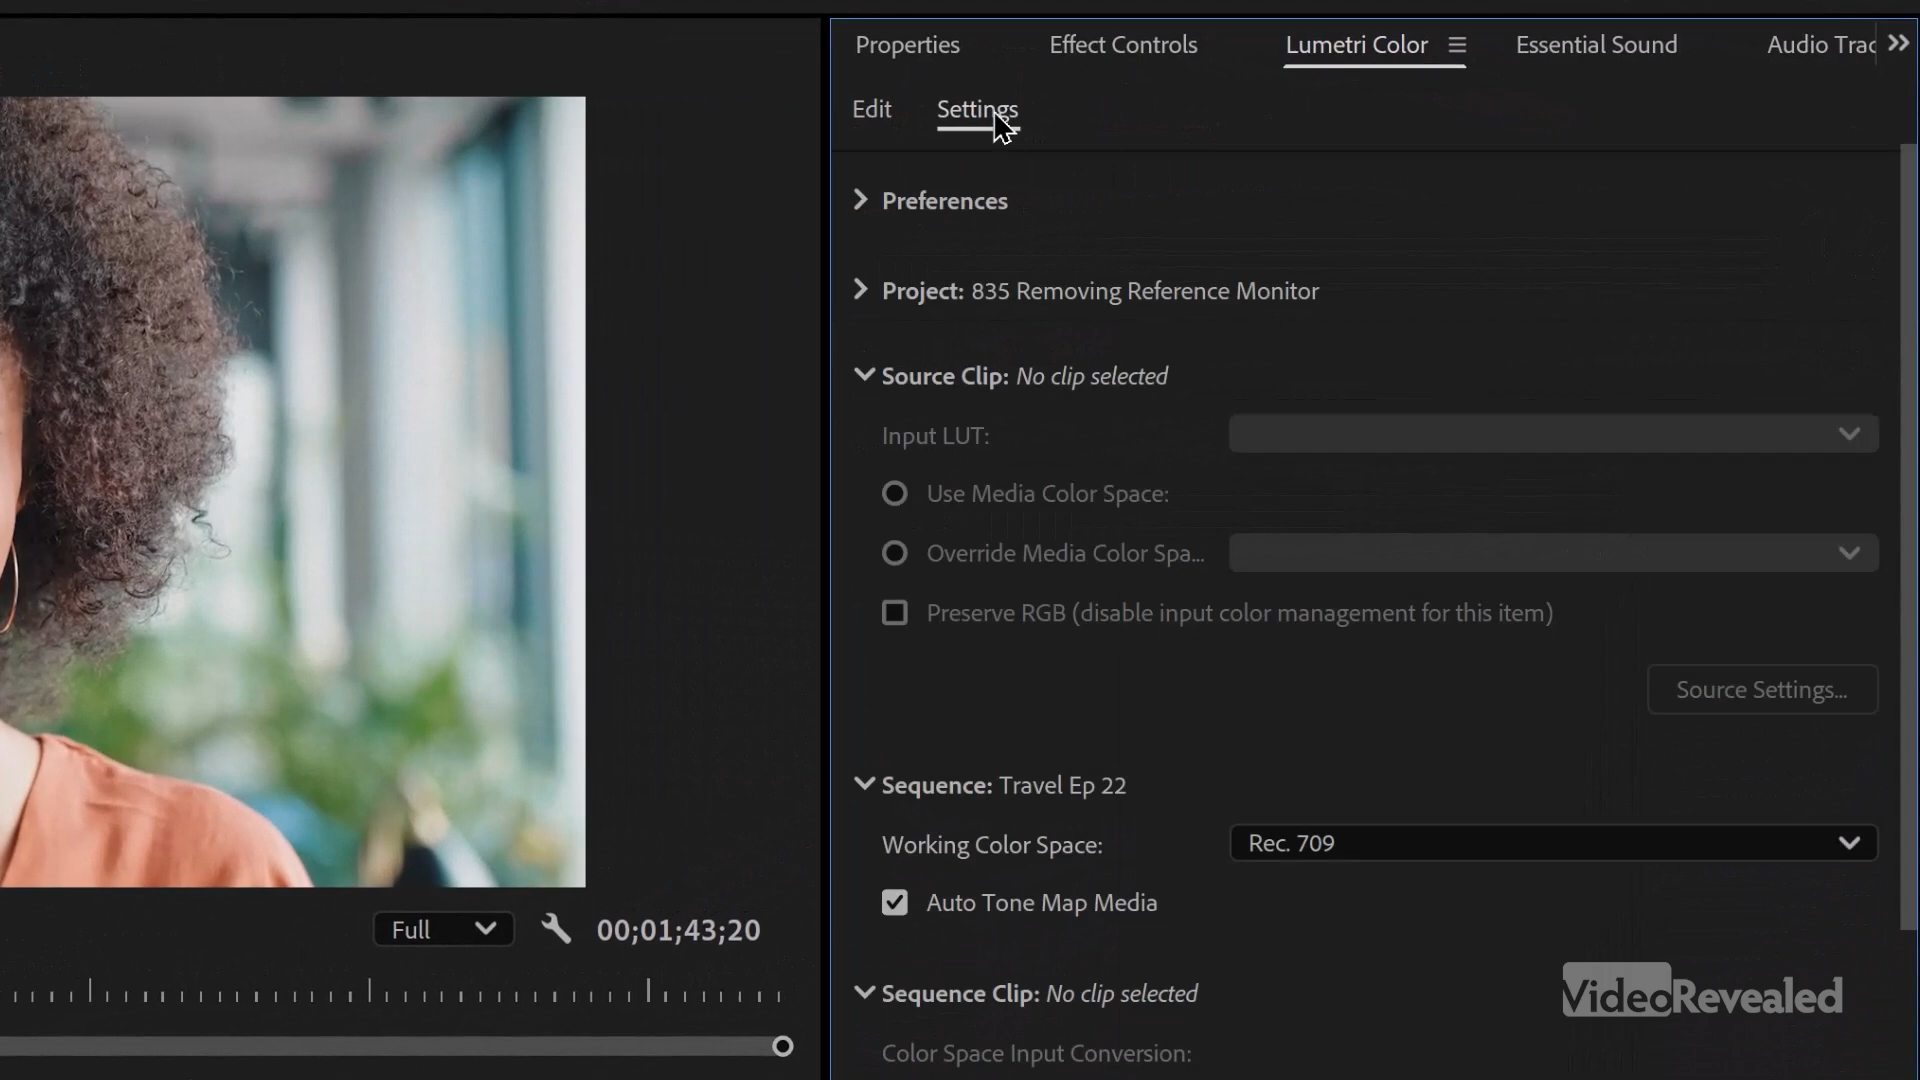 Properties Effect Controls Lumetri Color Essential Sound Audio Trac
Edit Settings
Preferences
Project: 835 Removing Reference Monitor
Source Clip: No clip selected
Input LUT:
Use Media Color Space:
Override Media Color Spa...
Preserve RGB (disable input color management for this item)
Source Settings...
Sequence: Travel Ep 22
Working Color Space: Rec. 709
Auto Tone Map Media
Full 00;01;43;20
Sequence Clip: No clip selected
VideoRevealed
Color Space Input Conversion: